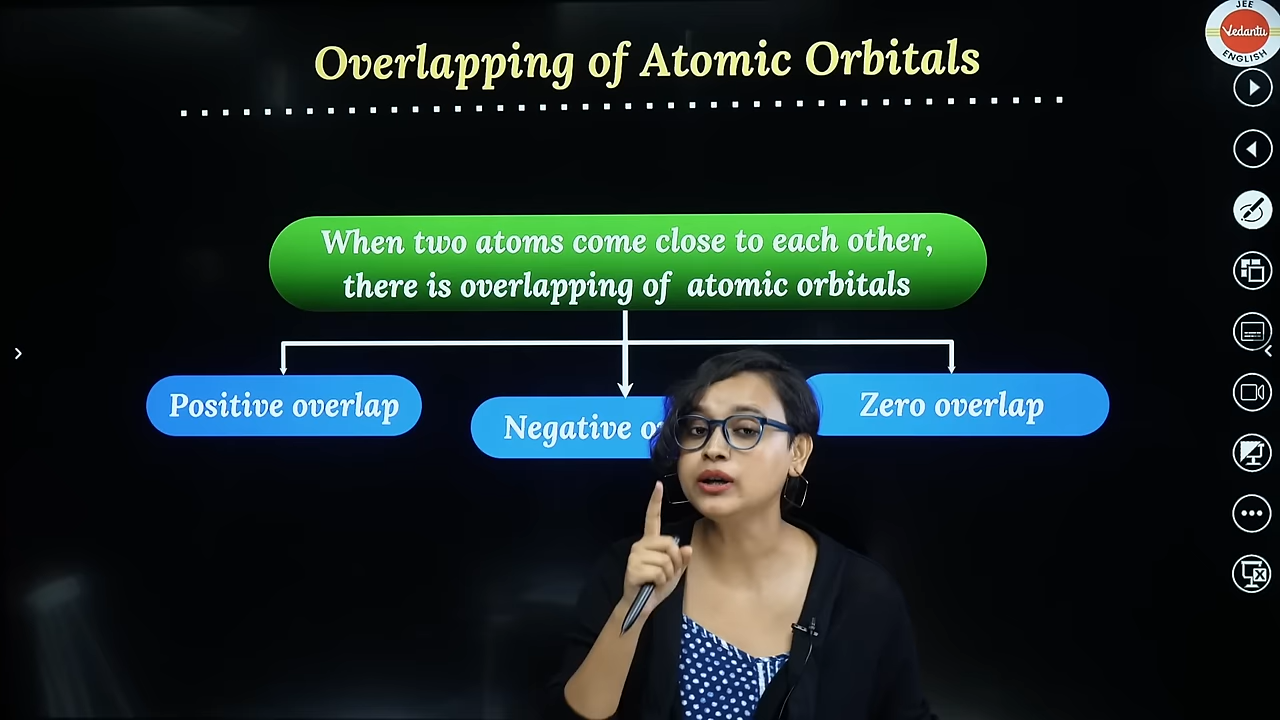 JEE
Vedantu
ENGLISH
Overlapping of Atomic Orbitals
When two atoms come close to each other,
there is overlapping of atomic orbitals
Positive overlap
Negative
Zero overlap